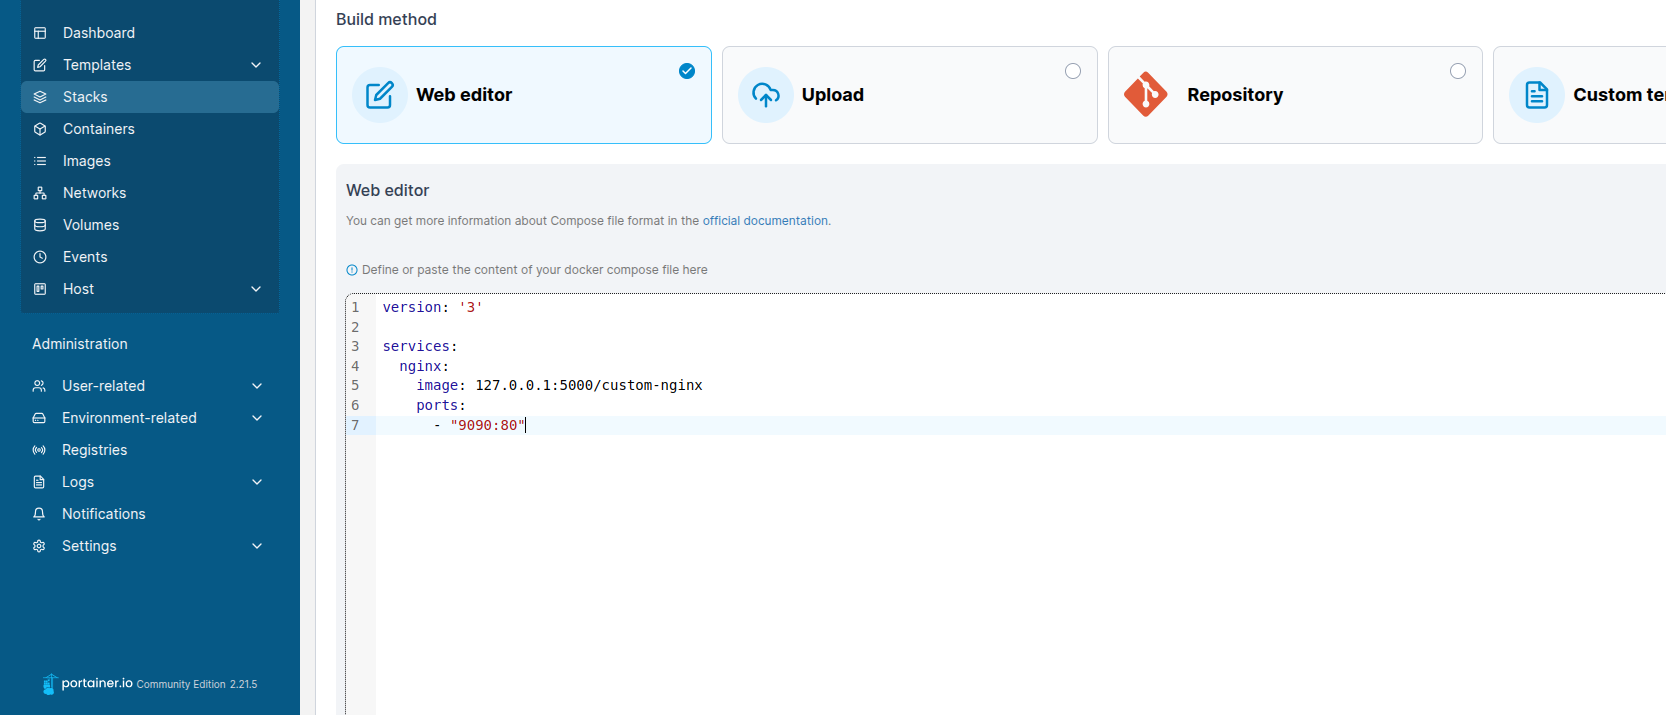 Dashboard
Templates
Stacks
Containers
Images
Networks
Volumes
Events
Host
Administration
User-related
Environment-related
Registries
Logs
Notifications
Settings
portainer.io Community Edition 2.21.5
Build method
Web editor
Upload
Repository
Custom te
Web editor
You can get more information about Compose file format in the official documentation.
Define or paste the content of your docker compose file here
1 version: '3'
2
3 services:
4 nginx:
5 image: 127.0.0.1:5000/custom-nginx
6 ports:
7 - "9090:80"